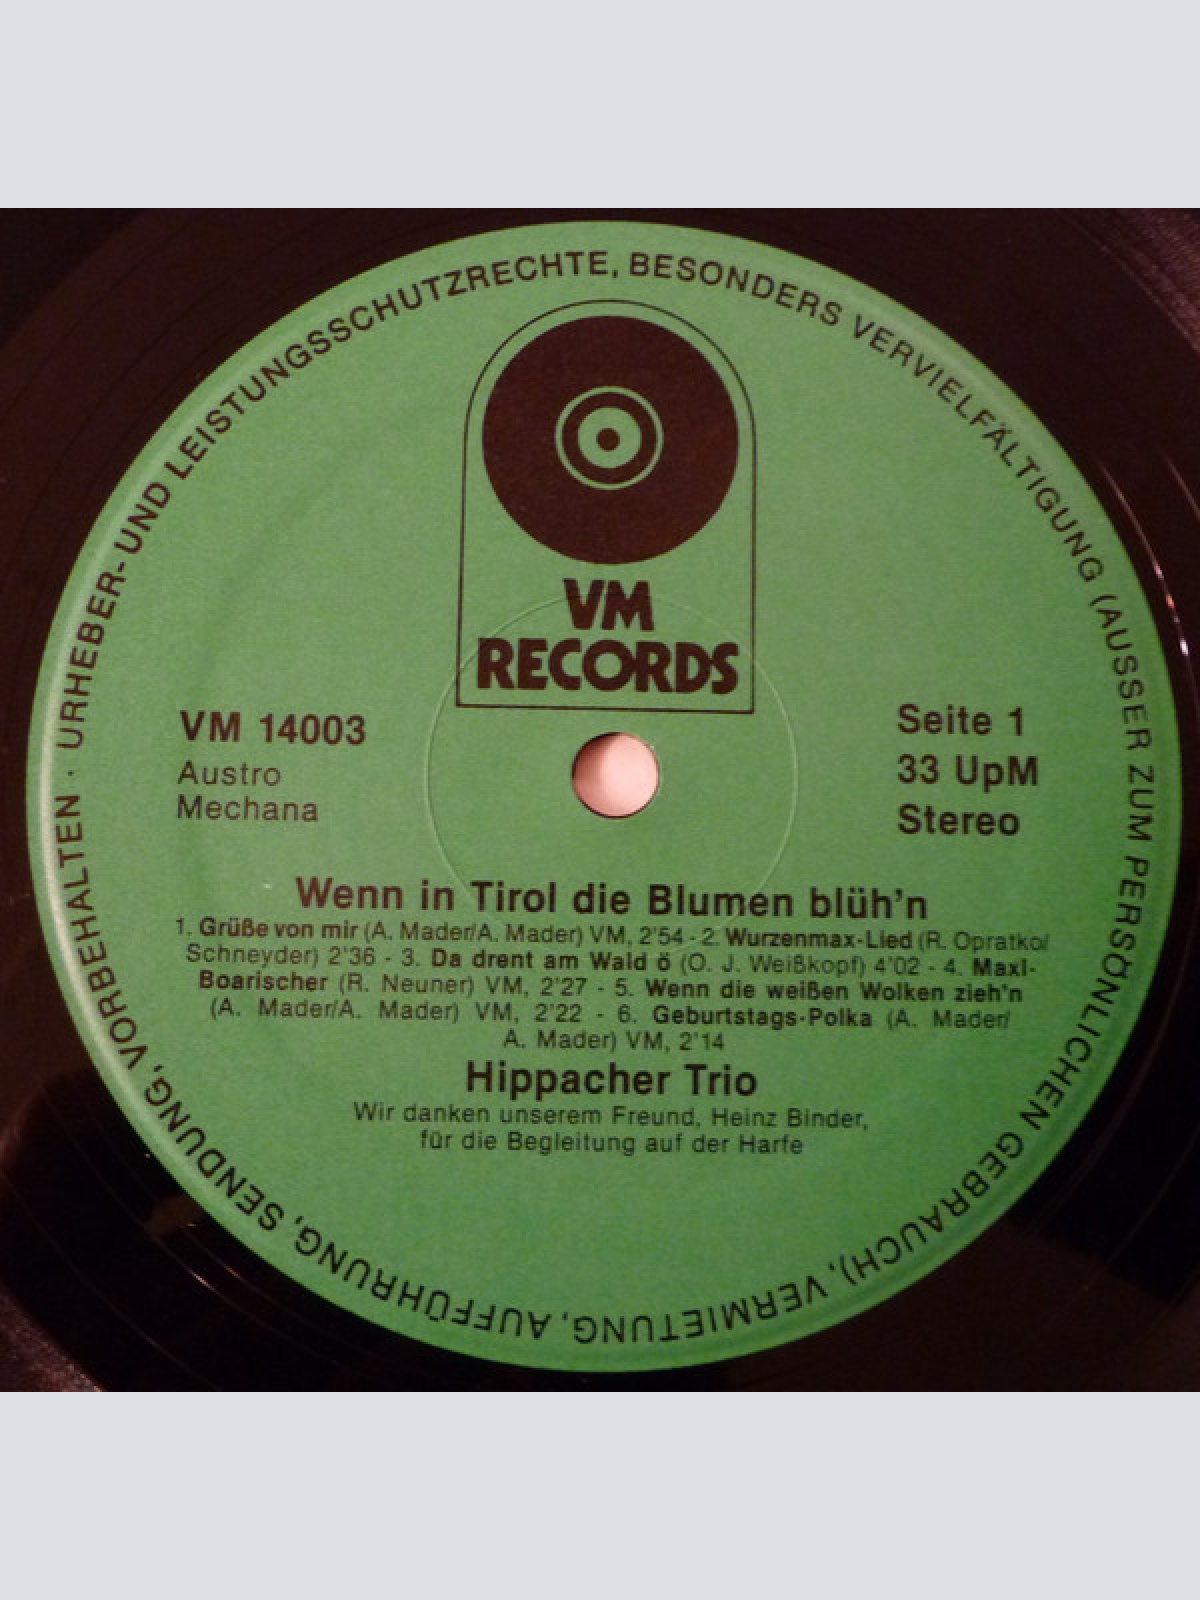 URHEBER- UND LEISTUNGSSCHUTZRECHTE, BESONDERS VERVIELFÄLTIGUNG (AUSSER ZUM PERSÖNLICHEN GEBRAUCH), VERMIETUNG, AUFFÜHRUNG, SENDUNG, VORBEHALTEN ·
VM
RECORDS
VM 14003
Austro
Mechana
Seite 1
33 UpM
Stereo
Wenn in Tirol die Blumen blüh'n
1. Grüße von mir (A. Mader/A. Mader) VM, 2'54 - 2. Wurzenmax-Lied (R. Opratko/
Schneyder) 2'36 - 3. Da drent am Wald ö (O. J. Weißkopf) 4'02 - 4. Maxl-
Boarischer (R. Neuner) VM, 2'27 - 5. Wenn die weißen Wolken zieh'n
(A. Mader/A. Mader) VM, 2'22 - 6. Geburtstags-Polka (A. Mader/
A. Mader) VM, 2'14
Hippacher Trio
Wir danken unserem Freund, Heinz Binder,
für die Begleitung auf der Harfe